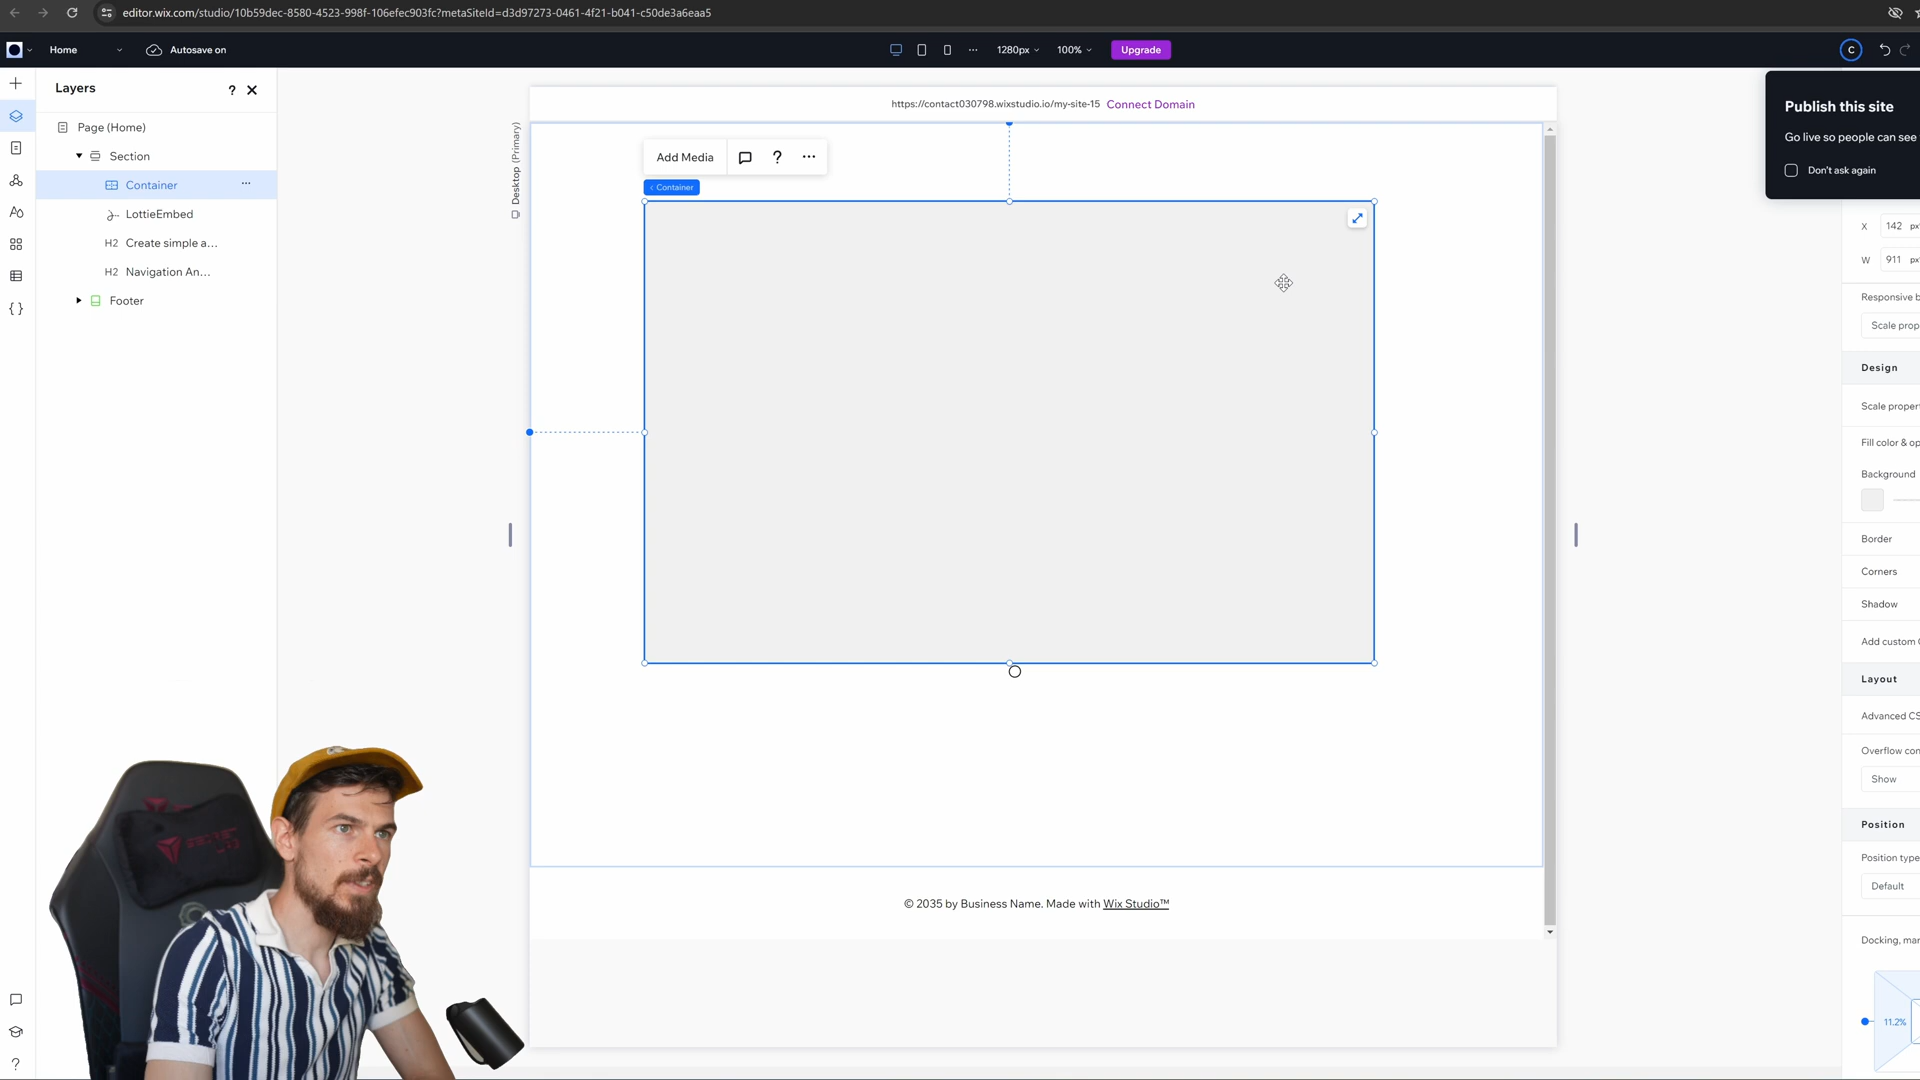 editor.wix.com/studio/10b59dec-8580-4523-998f-106efec903fc?metaSiteId=d3d97273-0461-4f21-b041-c50de3a6eaa5
Home
Autosave on
1280px
100%
Upgrade
C
Layers
?
Page (Home)
Section
Container
LottieEmbed
H2 Create simple a...
H2 Navigation An...
Footer
https://contact030798.wixstudio.io/my-site-15 Connect Domain
Desktop (Primary)
Add Media
?
< Container
© 2035 by Business Name. Made with Wix Studio™
Publish this site
Go live so people can see
Don't ask again
X 142 px
W 911 px
Responsive b
Scale prop
Design
Scale proper
Fill color & op
Background
Border
Corners
Shadow
Add custom C
Layout
Advanced CS
Overflow con
Show
Position
Position type
Default
Docking, mar
11.2%
?